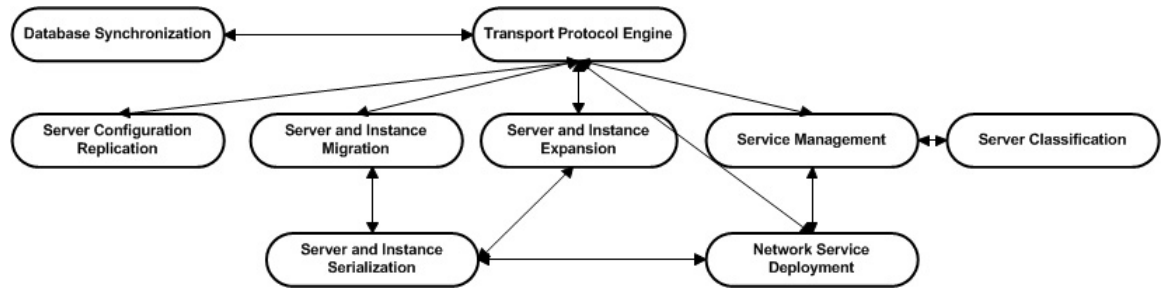 Database Synchronization
Transport Protocol Engine
Server Configuration
Replication
Server and Instance
Migration
Server and Instance
Expansion
Service Management
Server Classification
Server and Instance
Serialization
Network Service
Deployment